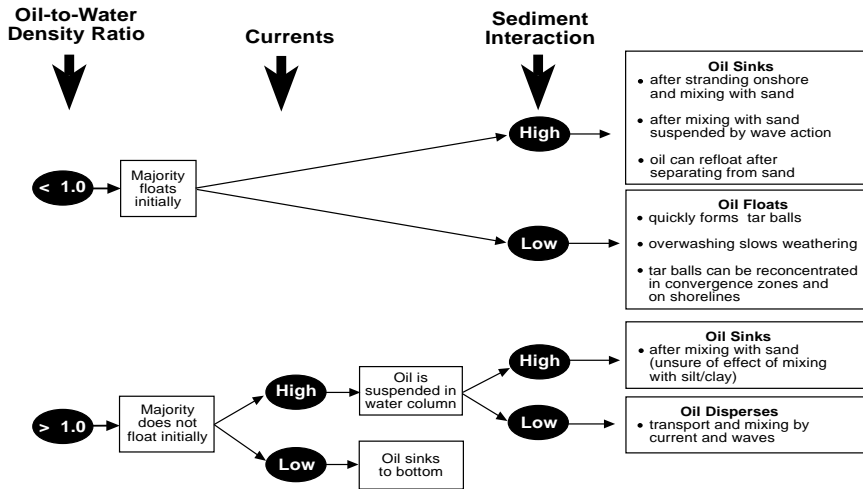 Oil-to-Water
Density Ratio
Currents
Sediment
Interaction
< 1.0
Majority
floats
initially
High
Oil Sinks
• after stranding onshore
and mixing with sand
• after mixing with sand
suspended by wave action
• oil can refloat after
separating from sand
Low
Oil Floats
• quickly forms tar balls
• overwashing slows weathering
• tar balls can be reconcentrated
in convergence zones and
on shorelines
> 1.0
Majority
does not
float initially
High
Oil is
suspended in
water column
High
Oil Sinks
• after mixing with sand
(unsure of effect of mixing
with silt/clay)
Low
Oil Disperses
• transport and mixing by
current and waves
Low
Oil sinks
to bottom